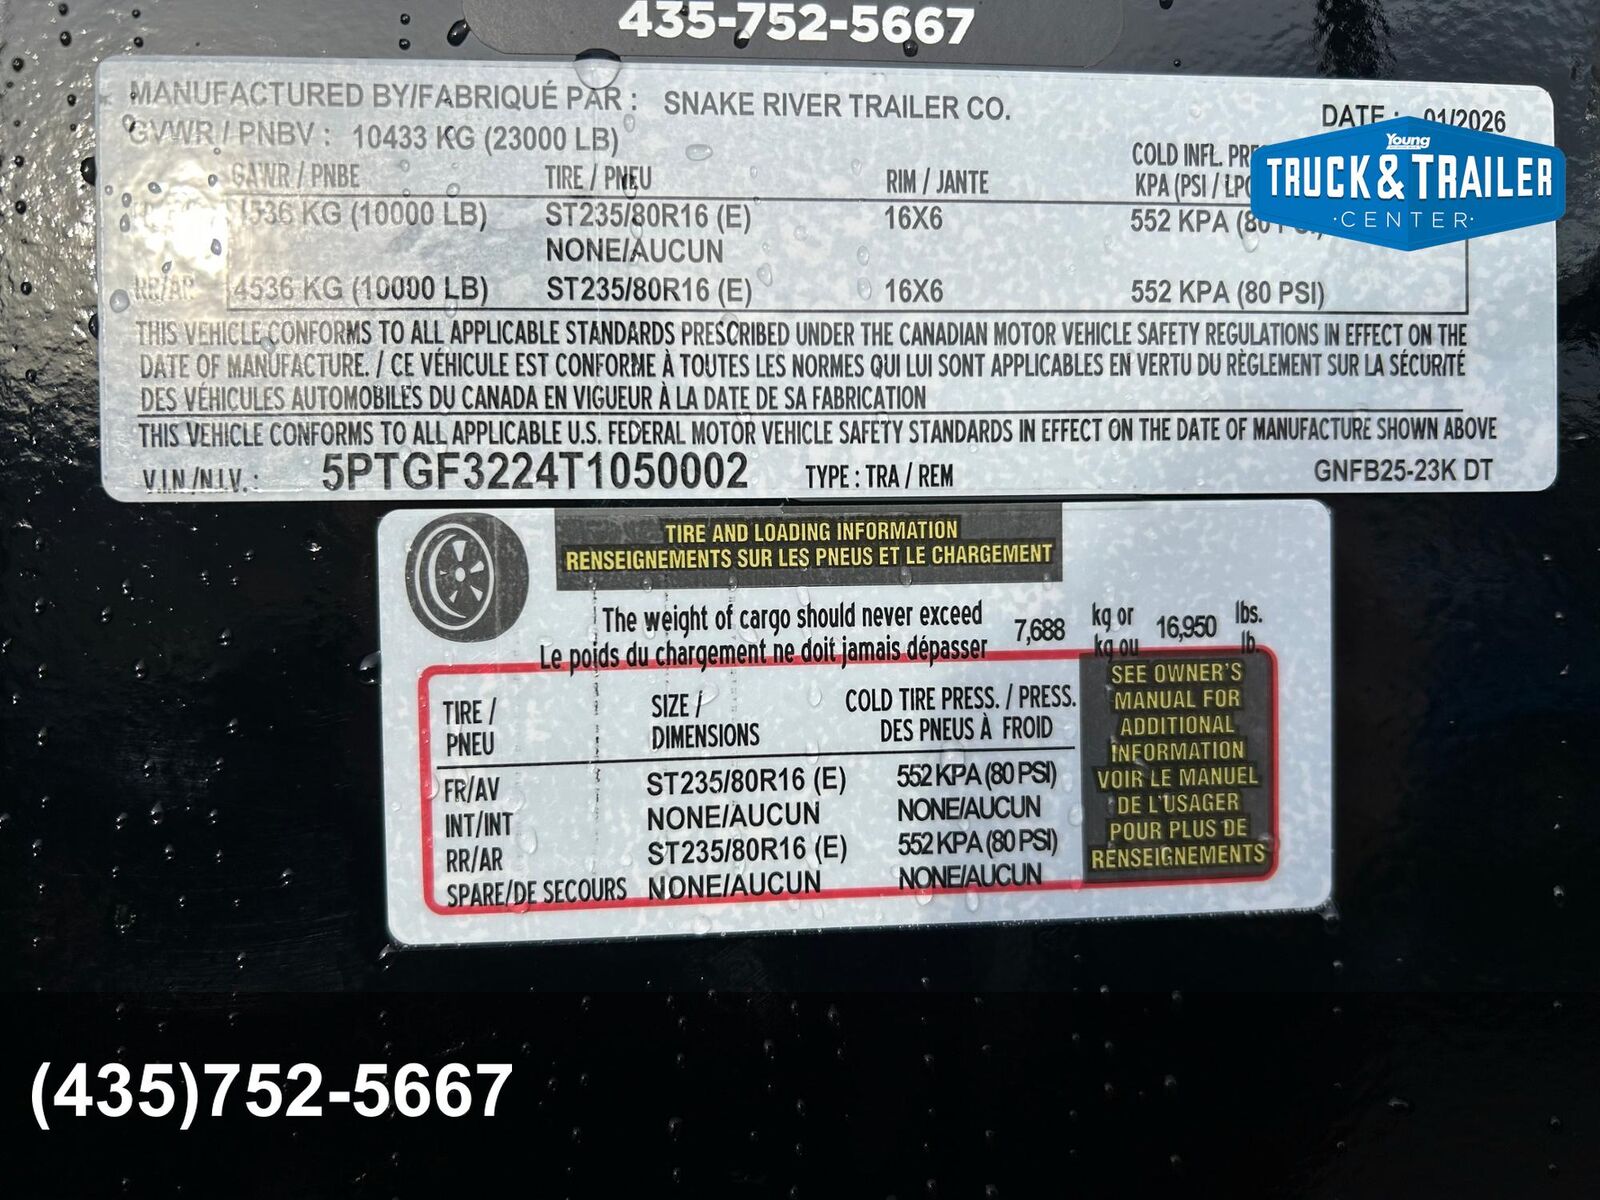 435-752-5667
MANUFACTURED BY/FABRIQUÉ PAR : SNAKE RIVER TRAILER CO.
DATE : 01/2026
GVWR / PNBV : 10433 KG (23000 LB)
GAWR / PNBE TIRE / PNEU RIM / JANTE COLD INFL. KPA (PSI /
4536 KG (10000 LB) ST235/80R16 (E) 16X6 552 KPA
NONE/AUCUN
RR/AR 4536 KG (10000 LB) ST235/80R16 (E) 16X6 552 KPA (80 PSI)
THIS VEHICLE CONFORMS TO ALL APPLICABLE STANDARDS PRESCRIBED UNDER THE CANADIAN MOTOR VEHICLE SAFETY REGULATIONS IN EFFECT ON THE
DATE OF MANUFACTURE. / CE VÉHICULE EST CONFORME À TOUTES LES NORMES QUI LUI SONT APPLICABLES EN VERTU DU RÈGLEMENT SUR LA SÉCURITÉ
DES VÉHICULES AUTOMOBILES DU CANADA EN VIGUEUR À LA DATE DE SA FABRICATION
THIS VEHICLE CONFORMS TO ALL APPLICABLE U.S. FEDERAL MOTOR VEHICLE SAFETY STANDARDS IN EFFECT ON THE DATE OF MANUFACTURE SHOWN ABOVE
V.I.N./N.I.V. : 5PTGF3224T1050002 TYPE : TRA / REM GNFB25-23K DT
Young
TRUCK & TRAILER
·CENTER·
TIRE AND LOADING INFORMATION
RENSEIGNEMENTS SUR LES PNEUS ET LE CHARGEMENT
The weight of cargo should never exceed 7,688 kg or 16,950 lbs.
Le poids du chargement ne doit jamais dépasser kg ou lb.
TIRE / PNEU SIZE / DIMENSIONS COLD TIRE PRESS. / PRESS. DES PNEUS À FROID
FR/AV ST235/80R16 (E) 552 KPA (80 PSI)
INT/INT NONE/AUCUN NONE/AUCUN
RR/AR ST235/80R16 (E) 552 KPA (80 PSI)
SPARE/DE SECOURS NONE/AUCUN NONE/AUCUN
SEE OWNER'S
MANUAL FOR
ADDITIONAL
INFORMATION
VOIR LE MANUEL
DE L'USAGER
POUR PLUS DE
RENSEIGNEMENTS
(435)752-5667